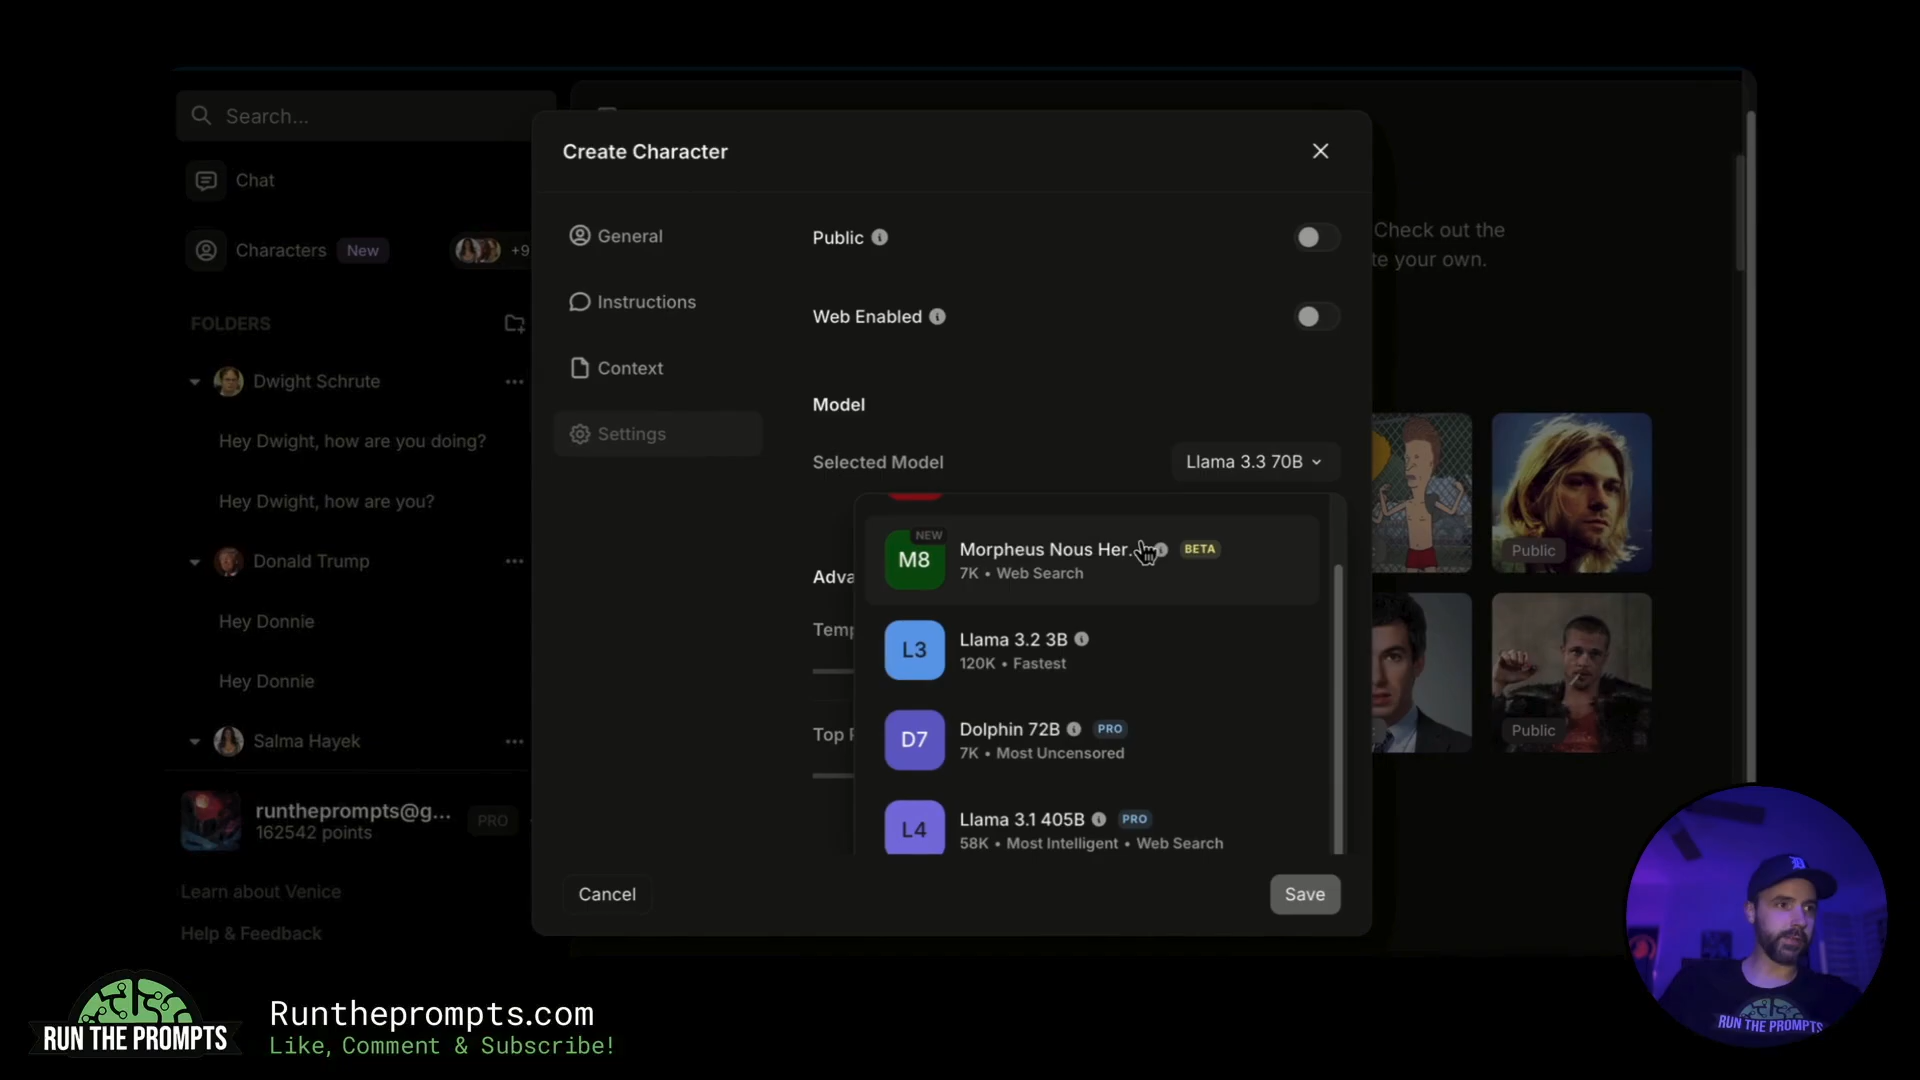 Search...
Chat
Characters New +9
FOLDERS
Dwight Schrute
Hey Dwight, how are you doing?
Hey Dwight, how are you?
Donald Trump
Hey Donnie
Hey Donnie
Salma Hayek
runtheprompts@g...
162542 points
PRO
Learn about Venice
Help & Feedback
Create Character
General
Instructions
Context
Settings
Public
Web Enabled
Model
Selected Model
Llama 3.3 70B
NEW
M8
Morpheus Nous Her... BETA
7K • Web Search
L3
Llama 3.2 3B
120K • Fastest
D7
Dolphin 72B PRO
7K • Most Uncensored
L4
Llama 3.1 405B PRO
58K • Most Intelligent • Web Search
Adva
Temp
Top P
Cancel
Save
Check out the
te your own.
Public
Public
RUN THE PROMPTS
Runtheprompts.com
Like, Comment & Subscribe!
RUN THE PROMPTS